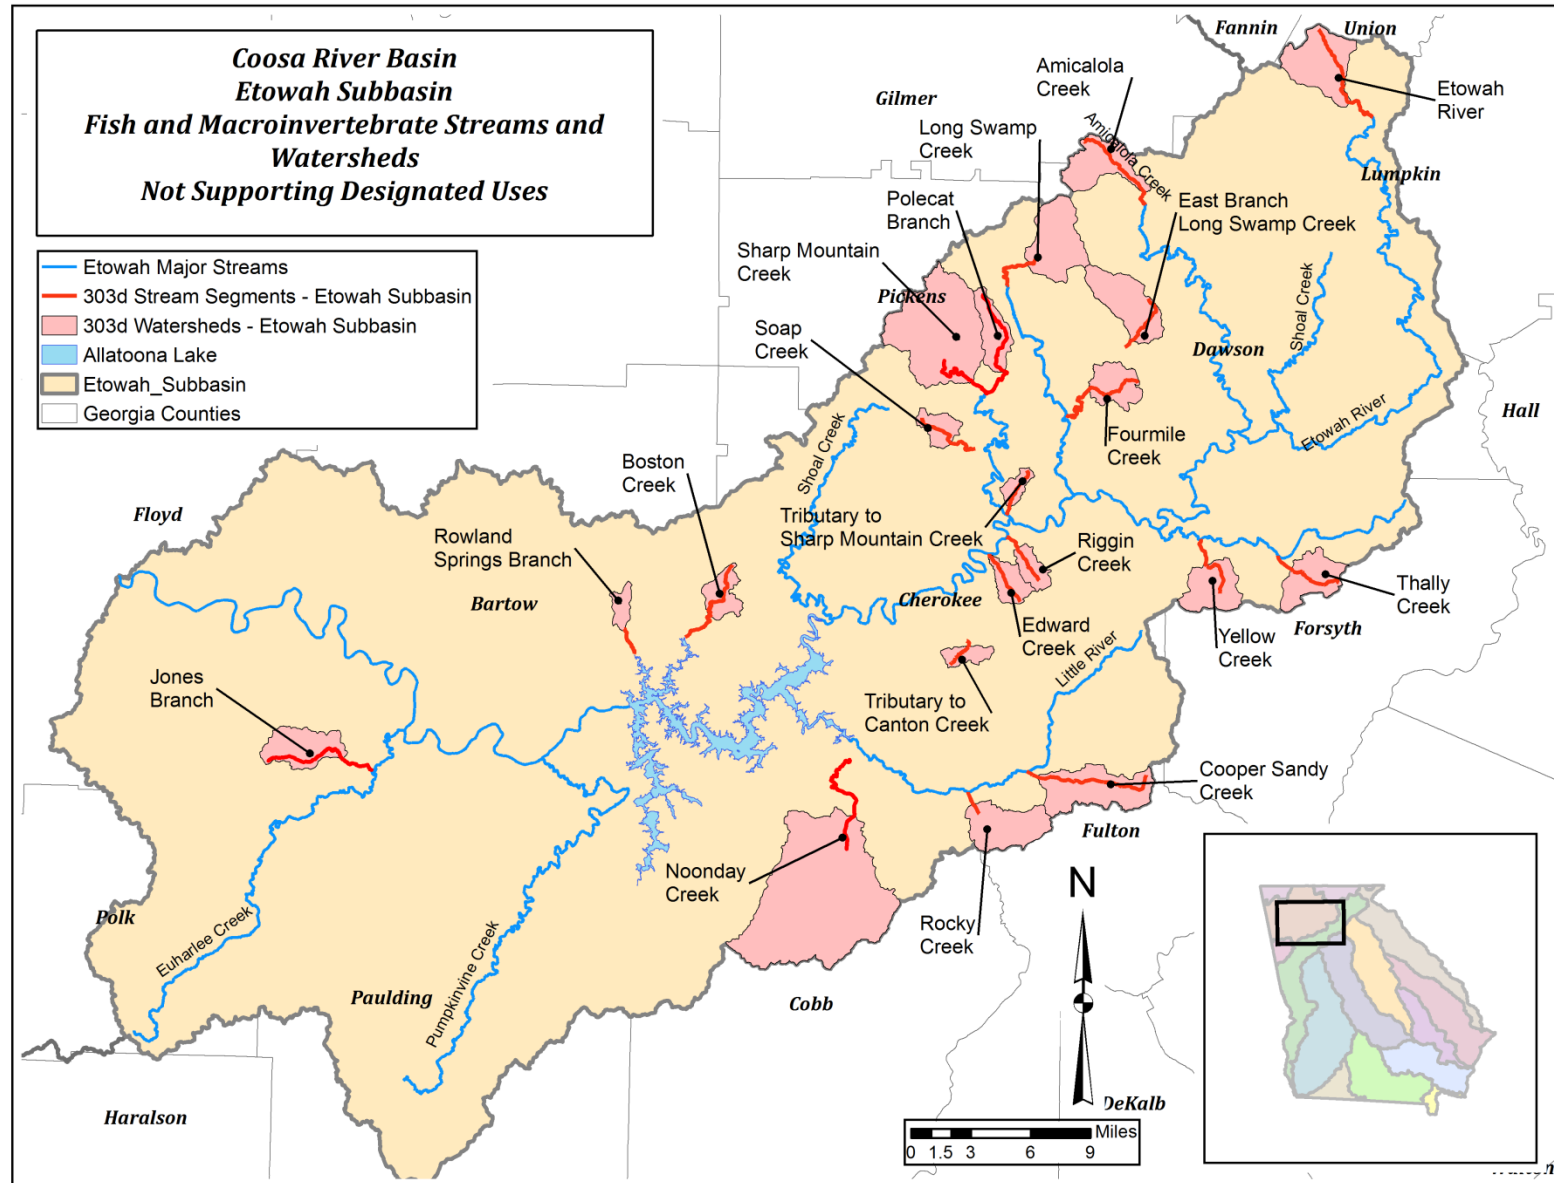 Coosa River Basin
Etowah Subbasin
Fish and Macroinvertebrate Streams and
Watersheds
Not Supporting Designated Uses
Etowah Major Streams
303d Stream Segments - Etowah Subbasin
303d Watersheds - Etowah Subbasin
Allatoona Lake
Etowah_Subbasin
Georgia Counties
Fannin
Union
Amicalola
Creek
Gilmer
Etowah
River
Long Swamp
Creek
Amicalola Creek
Lumpkin
Polecat
Branch
East Branch
Long Swamp Creek
Sharp Mountain
Creek
Pickens
Shoal Creek
Soap
Creek
Dawson
Hall
Etowah River
Fourmile
Creek
Shoal Creek
Boston
Creek
Floyd
Tributary to
Sharp Mountain Creek
Rowland
Springs Branch
Riggin
Creek
Bartow
Cherokee
Thally
Creek
Edward
Creek
Forsyth
Yellow
Creek
Little River
Jones
Branch
Tributary to
Canton Creek
Cooper Sandy
Creek
Fulton
Noonday
Creek
Polk
Euharlee Creek
Rocky
Creek
Pumpkinvine Creek
Paulding
Cobb
N
Haralson
DeKalb
Miles
0 1.5 3 6 9